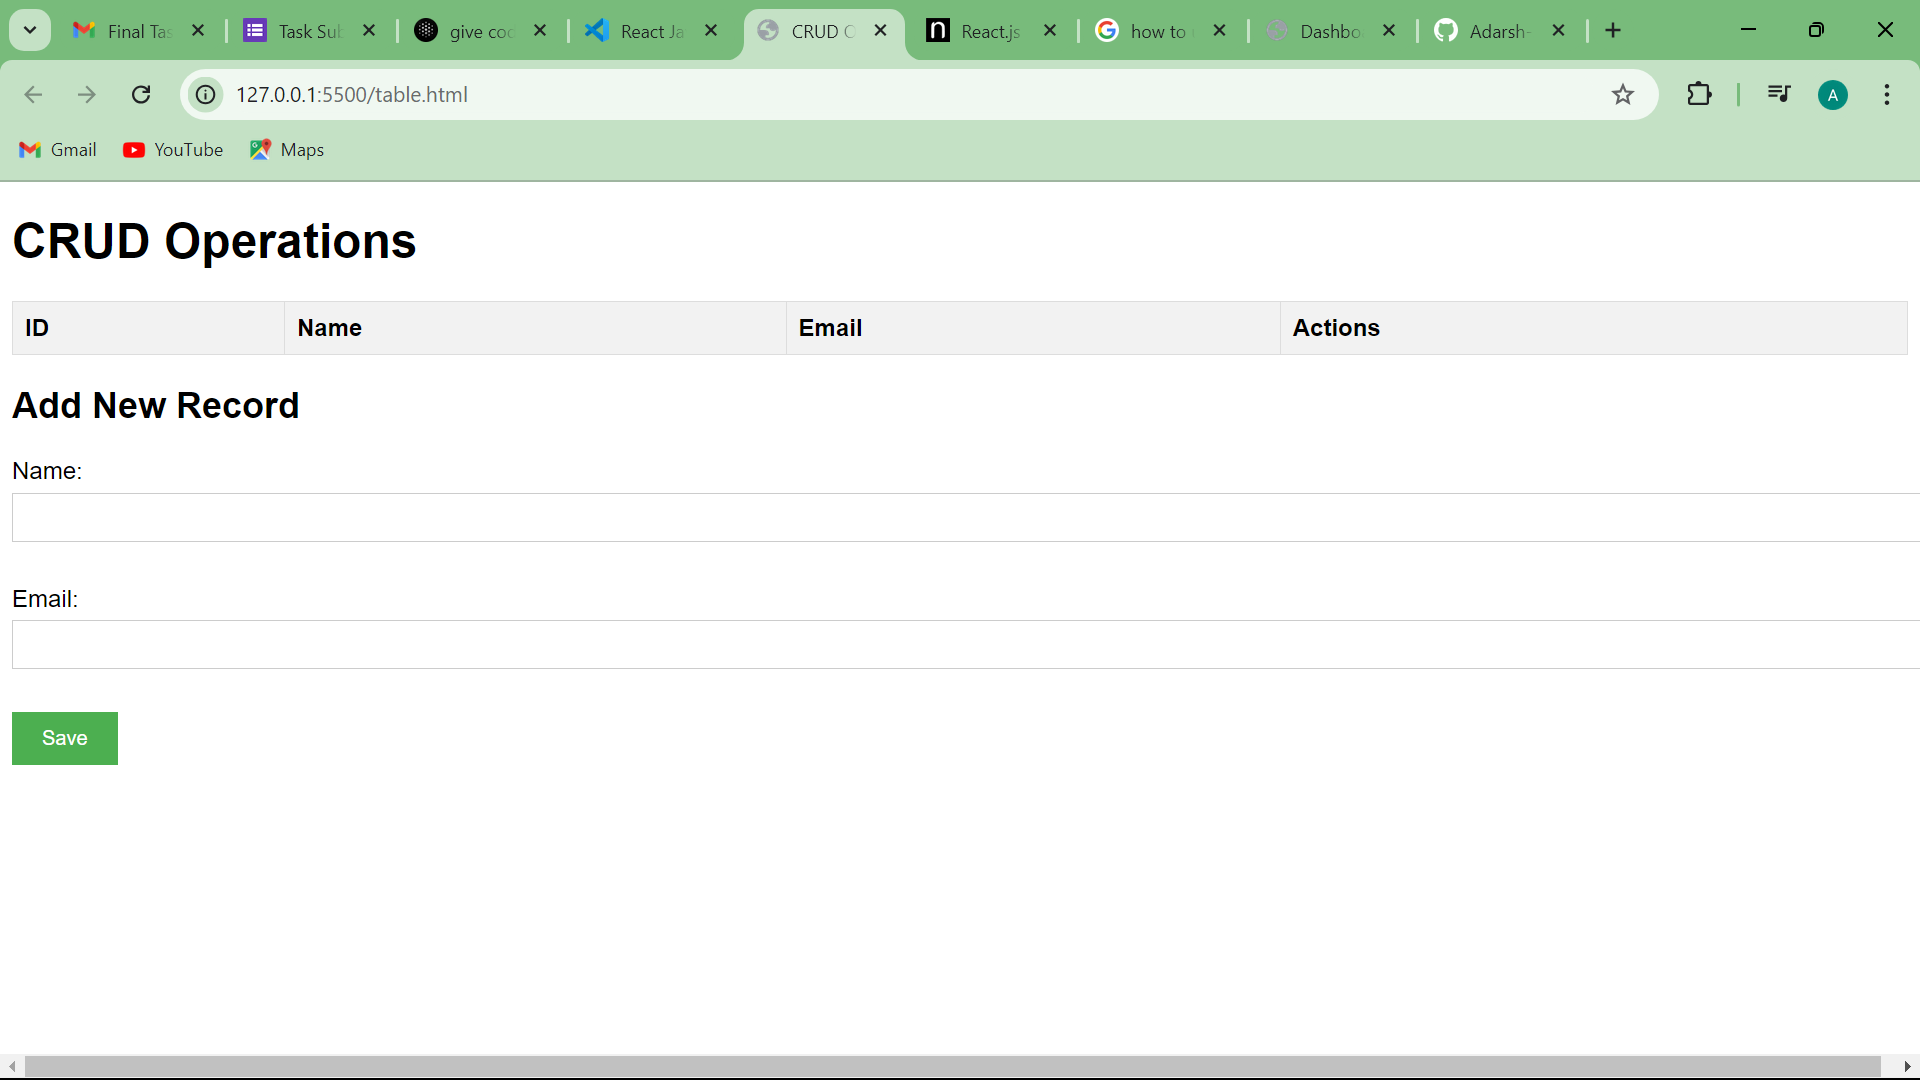 Final Tas
Task Sub
give coo
React Ja
CRUD O
React.js
how to
Dashbo
Adarsh-
127.0.0.1:5500/table.html
A
Gmail
YouTube
Maps
CRUD Operations
ID Name Email Actions
Add New Record
Name:
Email:
Save